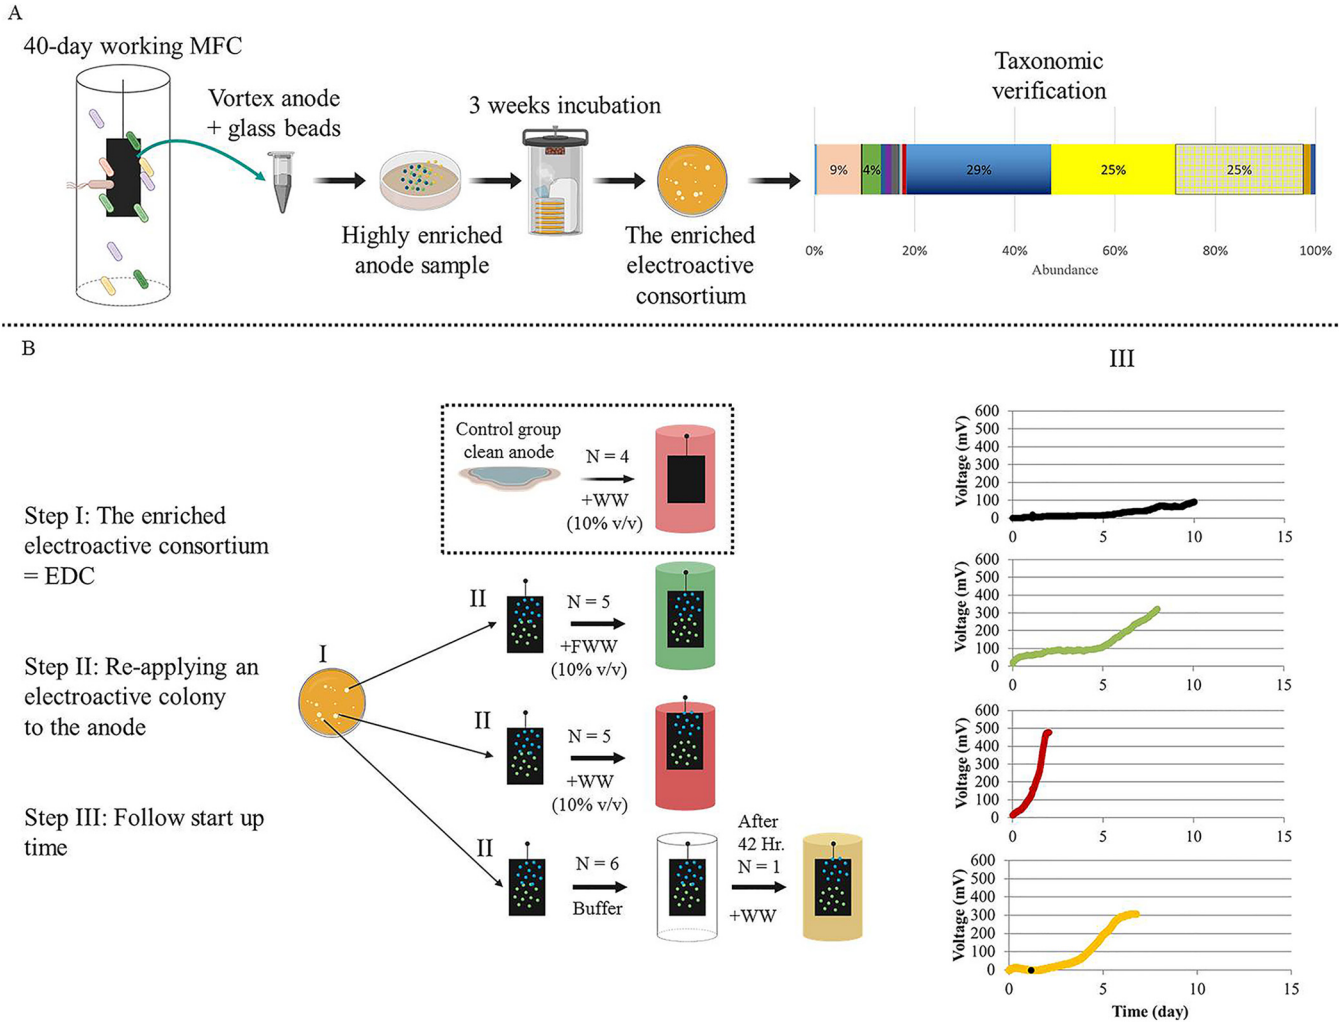 A
40-day working MFC
Vortex anode
+ glass beads
3 weeks incubation
Highly enriched
anode sample
The enriched
electroactive
consortium
Taxonomic
verification
9%
4%
29%
25%
25%
0%
20%
40%
60%
80%
100%
Abundance
B
Step I: The enriched
electroactive consortium
= EDC
Step II: Re-applying an
electroactive colony
to the anode
Step III: Follow start up
time
I
Control group
clean anode
N = 4
+WW
(10% v/v)
II
N = 5
+FWW
(10% v/v)
II
N = 5
+WW
(10% v/v)
II
N = 6
Buffer
After
42 Hr.
N = 1
+WW
III
Voltage (mV)
600
500
400
300
200
100
0
0
5
10
15
Voltage (mV)
600
500
400
300
200
100
0
0
5
10
15
Voltage (mV)
600
500
400
300
200
100
0
0
5
10
15
Voltage (mV)
600
500
400
300
200
100
0
0
5
10
15
Time (day)